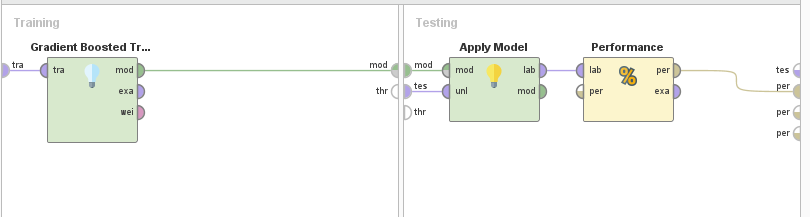 Training
Testing
Gradient Boosted Tr...
Apply Model
Performance
tra
tra
mod
mod
mod
mod
lab
lab
per
tes
exa
thr
tes
unl
mod
per
exa
per
wei
thr
per
per